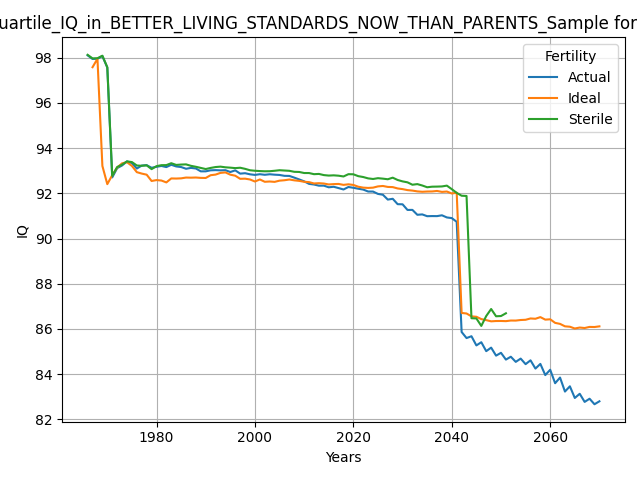 uartile_IQ_in_BETTER_LIVING_STANDARDS_NOW_THAN_PARENTS_Sample for
Fertility
Actual
Ideal
Sterile
98
96
94
92
90
88
86
84
82
IQ
1980
2000
2020
2040
2060
Years